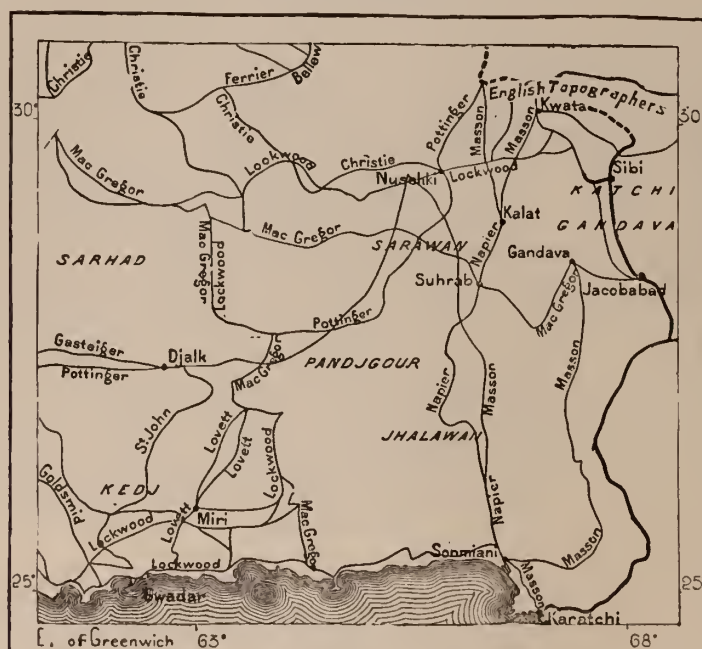 Christie
Christie
Ferrier
Bellew
Christie
30°
30°
English Topographers
Kwata
Pottinger
Masson
Masson
Mac Gregor
Lockwood
Christie
Nuschki
Lockwood
Sibi
KATCHI
GANDAVA
Mac Gregor
Lockwood
Mac Gregor
SARAWAN
Napier
Kalat
Gandava
SARHAD
Suhrab
Mac Gregor
Jacobabad
Gasteiger
Djalk
Pottinger
Pottinger
Mac Gregor
PANDJGOUR
Napier
Masson
Masson
St John
Lovett
Lovett
Lockwood
JHALAWAN
Goldsmid
KEDJ
Lockwood
Lovett
Miri
Mac Gregor
Napier
Lockwood
Sonmiani
Masson
Masson
25°
25°
Gwadar
Karatchi
E. of Greenwich
63°
68°